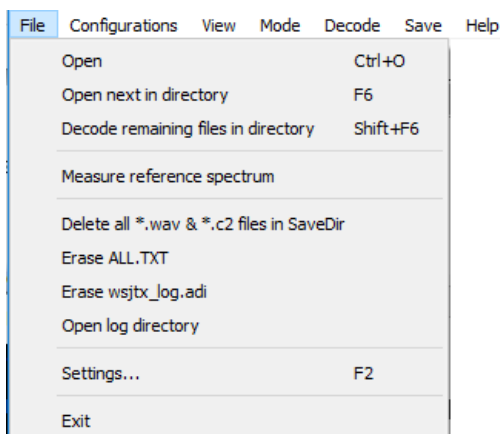 File Configurations View Mode Decode Save Help
Open Ctrl+O
Open next in directory F6
Decode remaining files in directory Shift+F6
Measure reference spectrum
Delete all *.wav & *.c2 files in SaveDir
Erase ALL.TXT
Erase wsjtx_log.adi
Open log directory
Settings... F2
Exit